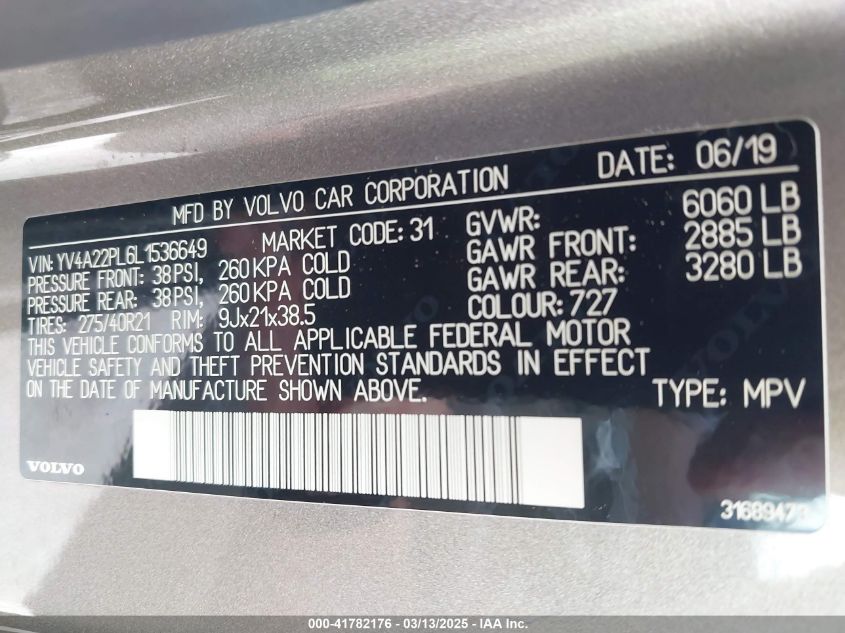 MFD BY VOLVO CAR CORPORATION DATE: 06/19
VIN: YV4A22PL6L1536649 MARKET CODE: 31 GVWR: 6060 LB
PRESSURE FRONT: 38 PSI, 260 KPA COLD GAWR FRONT: 2885 LB
PRESSURE REAR: 38 PSI, 260 KPA COLD GAWR REAR: 3280 LB
TIRES: 275/40R21 RIM: 9Jx21x38.5 COLOUR: 727
THIS VEHICLE CONFORMS TO ALL APPLICABLE FEDERAL MOTOR
VEHICLE SAFETY AND THEFT PREVENTION STANDARDS IN EFFECT
ON THE DATE OF MANUFACTURE SHOWN ABOVE. TYPE: MPV
VOLVO
000-41782176 - 03/13/2025 - IAA Inc.